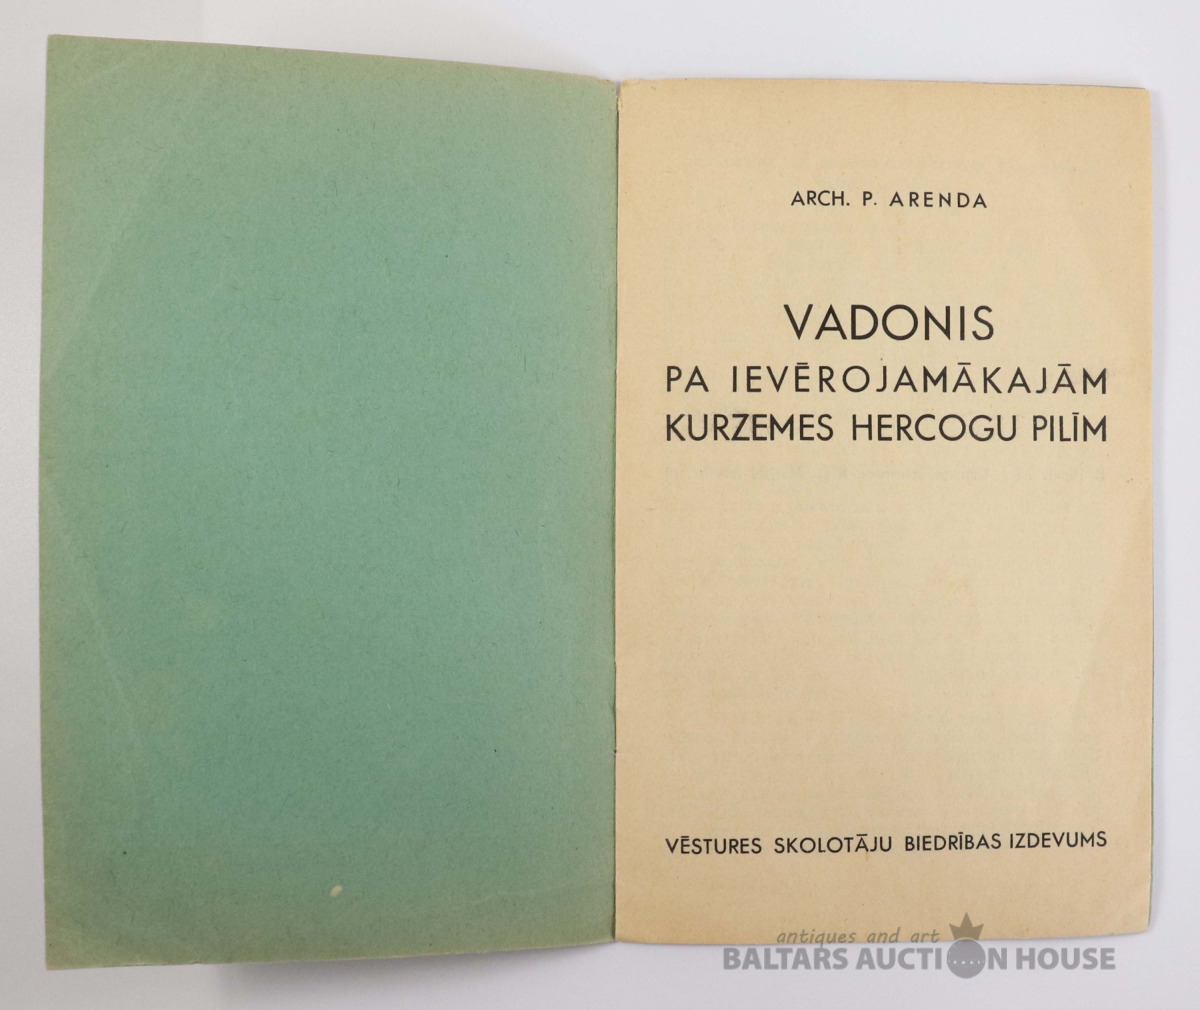 ARCH. P. ARENDA
VADONIS
PA IEVĒROJAMĀKAJĀM
KURZEMES HERCOGU PILĪM
VĒSTURES SKOLOTĀJU BIEDRĪBAS IZDEVUMS
antiques and art
BALTARS AUCTION HOUSE